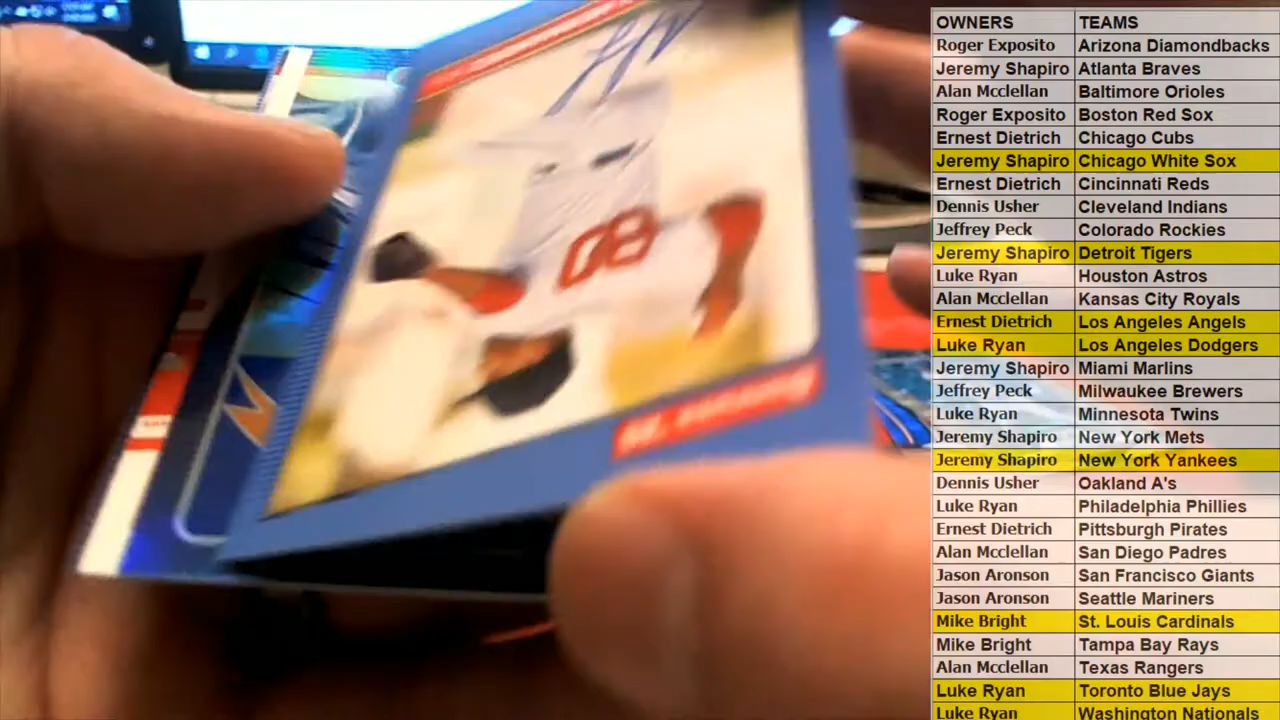 OWNERS TEAMS
Roger Exposito Arizona Diamondbacks
Jeremy Shapiro Atlanta Braves
Alan Mcclellan Baltimore Orioles
Roger Exposito Boston Red Sox
Ernest Dietrich Chicago Cubs
Jeremy Shapiro Chicago White Sox
Ernest Dietrich Cincinnati Reds
Dennis Usher Cleveland Indians
Jeffrey Peck Colorado Rockies
Jeremy Shapiro Detroit Tigers
Luke Ryan Houston Astros
Alan Mcclellan Kansas City Royals
Ernest Dietrich Los Angeles Angels
Luke Ryan Los Angeles Dodgers
Jeremy Shapiro Miami Marlins
Jeffrey Peck Milwaukee Brewers
Luke Ryan Minnesota Twins
Jeremy Shapiro New York Mets
Jeremy Shapiro New York Yankees
Dennis Usher Oakland A's
Luke Ryan Philadelphia Phillies
Ernest Dietrich Pittsburgh Pirates
Alan Mcclellan San Diego Padres
Jason Aronson San Francisco Giants
Jason Aronson Seattle Mariners
Mike Bright St. Louis Cardinals
Mike Bright Tampa Bay Rays
Alan Mcclellan Texas Rangers
Luke Ryan Toronto Blue Jays
Luke Ryan Washington Nationals